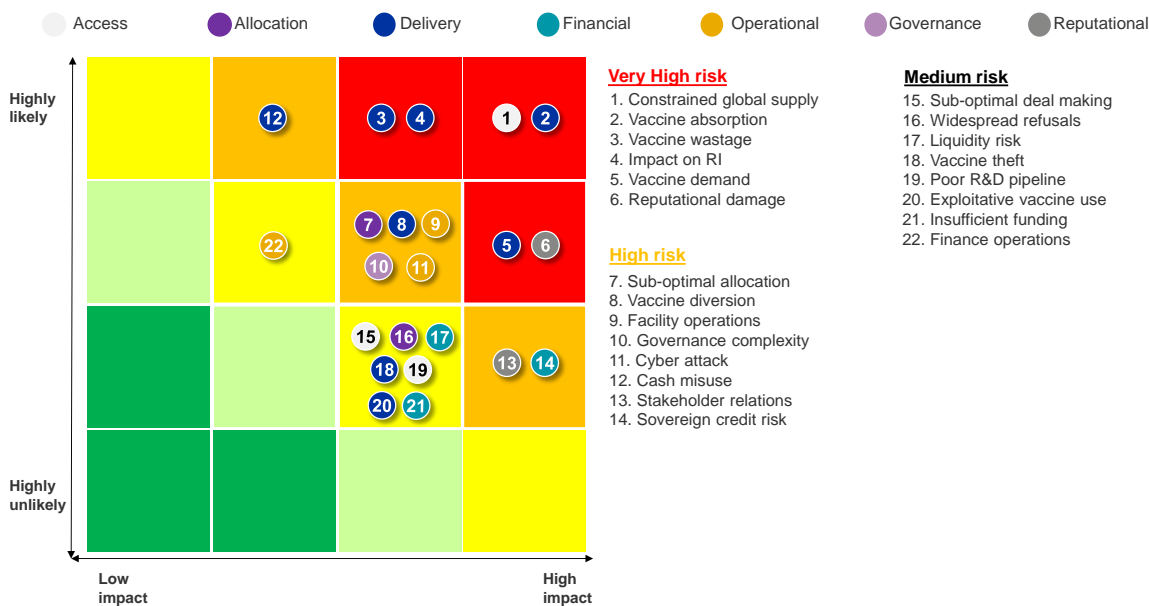 Access
Allocation
Delivery
Financial
Operational
Governance
Reputational
Highly
likely
Highly
unlikely
Low
impact
High
impact
12
3
4
1
2
22
7
8
9
10
11
5
6
15
16
17
18
19
20
21
13
14
Very High risk
1. Constrained global supply
2. Vaccine absorption
3. Vaccine wastage
4. Impact on RI
5. Vaccine demand
6. Reputational damage
High risk
7. Sub-optimal allocation
8. Vaccine diversion
9. Facility operations
10. Governance complexity
11. Cyber attack
12. Cash misuse
13. Stakeholder relations
14. Sovereign credit risk
Medium risk
15. Sub-optimal deal making
16. Widespread refusals
17. Liquidity risk
18. Vaccine theft
19. Poor R&D pipeline
20. Exploitative vaccine use
21. Insufficient funding
22. Finance operations